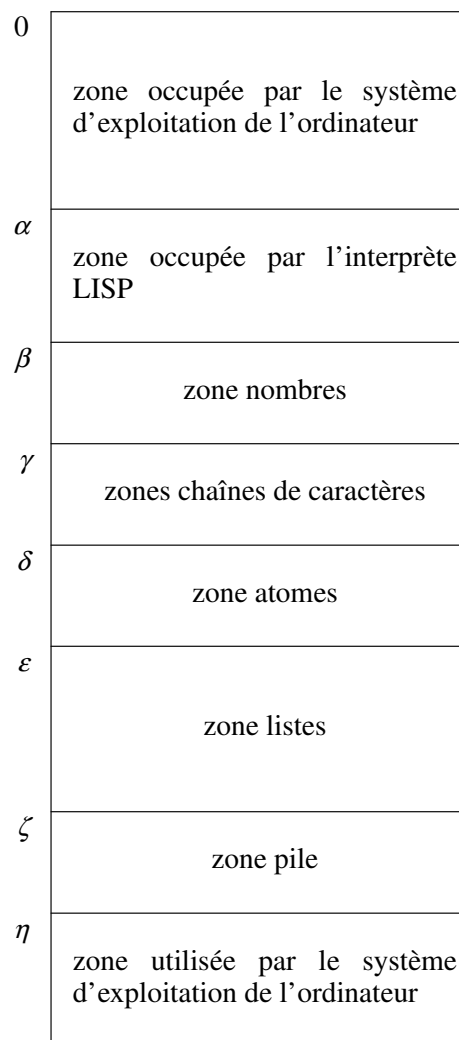 0
zone occupée par le système
d'exploitation de l'ordinateur
α
zone occupée par l'interprète
LISP
β
zone nombres
γ
zones chaînes de caractères
δ
zone atomes
ε
zone listes
ζ
zone pile
η
zone utilisée par le système
d'exploitation de l'ordinateur